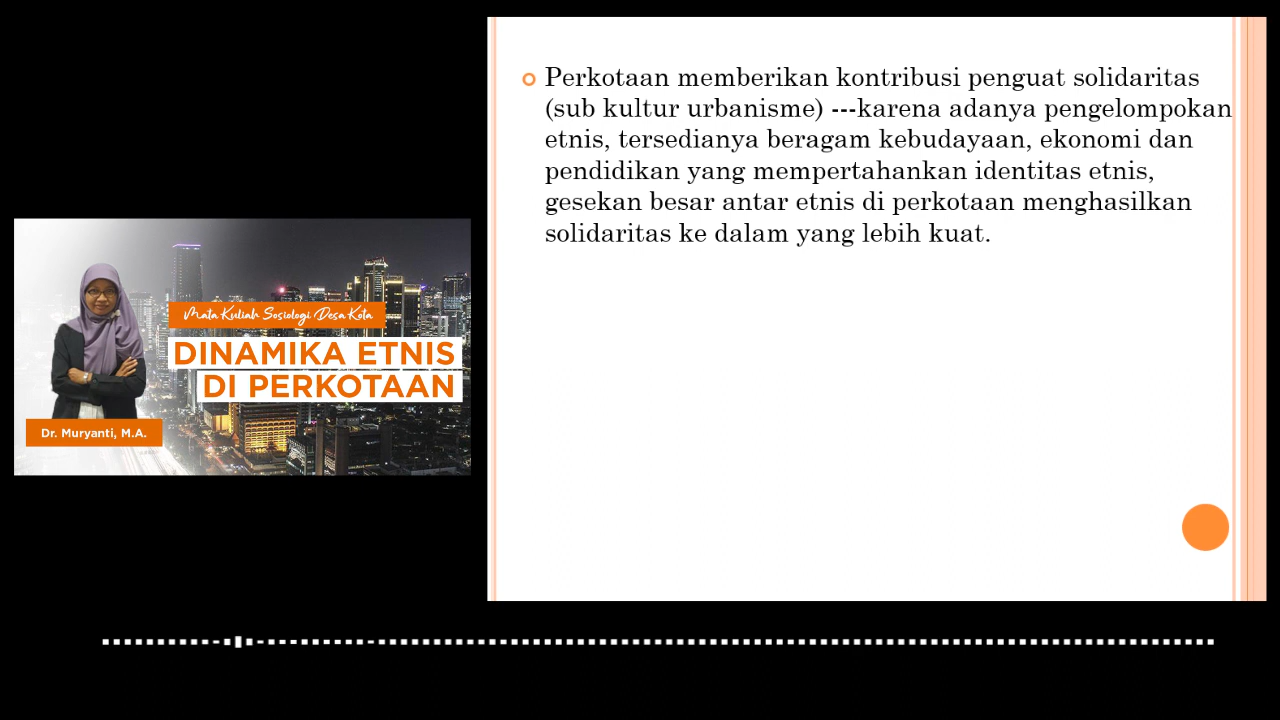 Perkotaan memberikan kontribusi penguat solidaritas
(sub kultur urbanisme) ---karena adanya pengelompokan
etnis, tersedianya beragam kebudayaan, ekonomi dan
pendidikan yang mempertahankan identitas etnis,
gesekan besar antar etnis di perkotaan menghasilkan
solidaritas ke dalam yang lebih kuat.
Mata Kuliah Sosiologi Desa Kota
DINAMIKA ETNIS
DI PERKOTAAN
Dr. Muryanti, M.A.